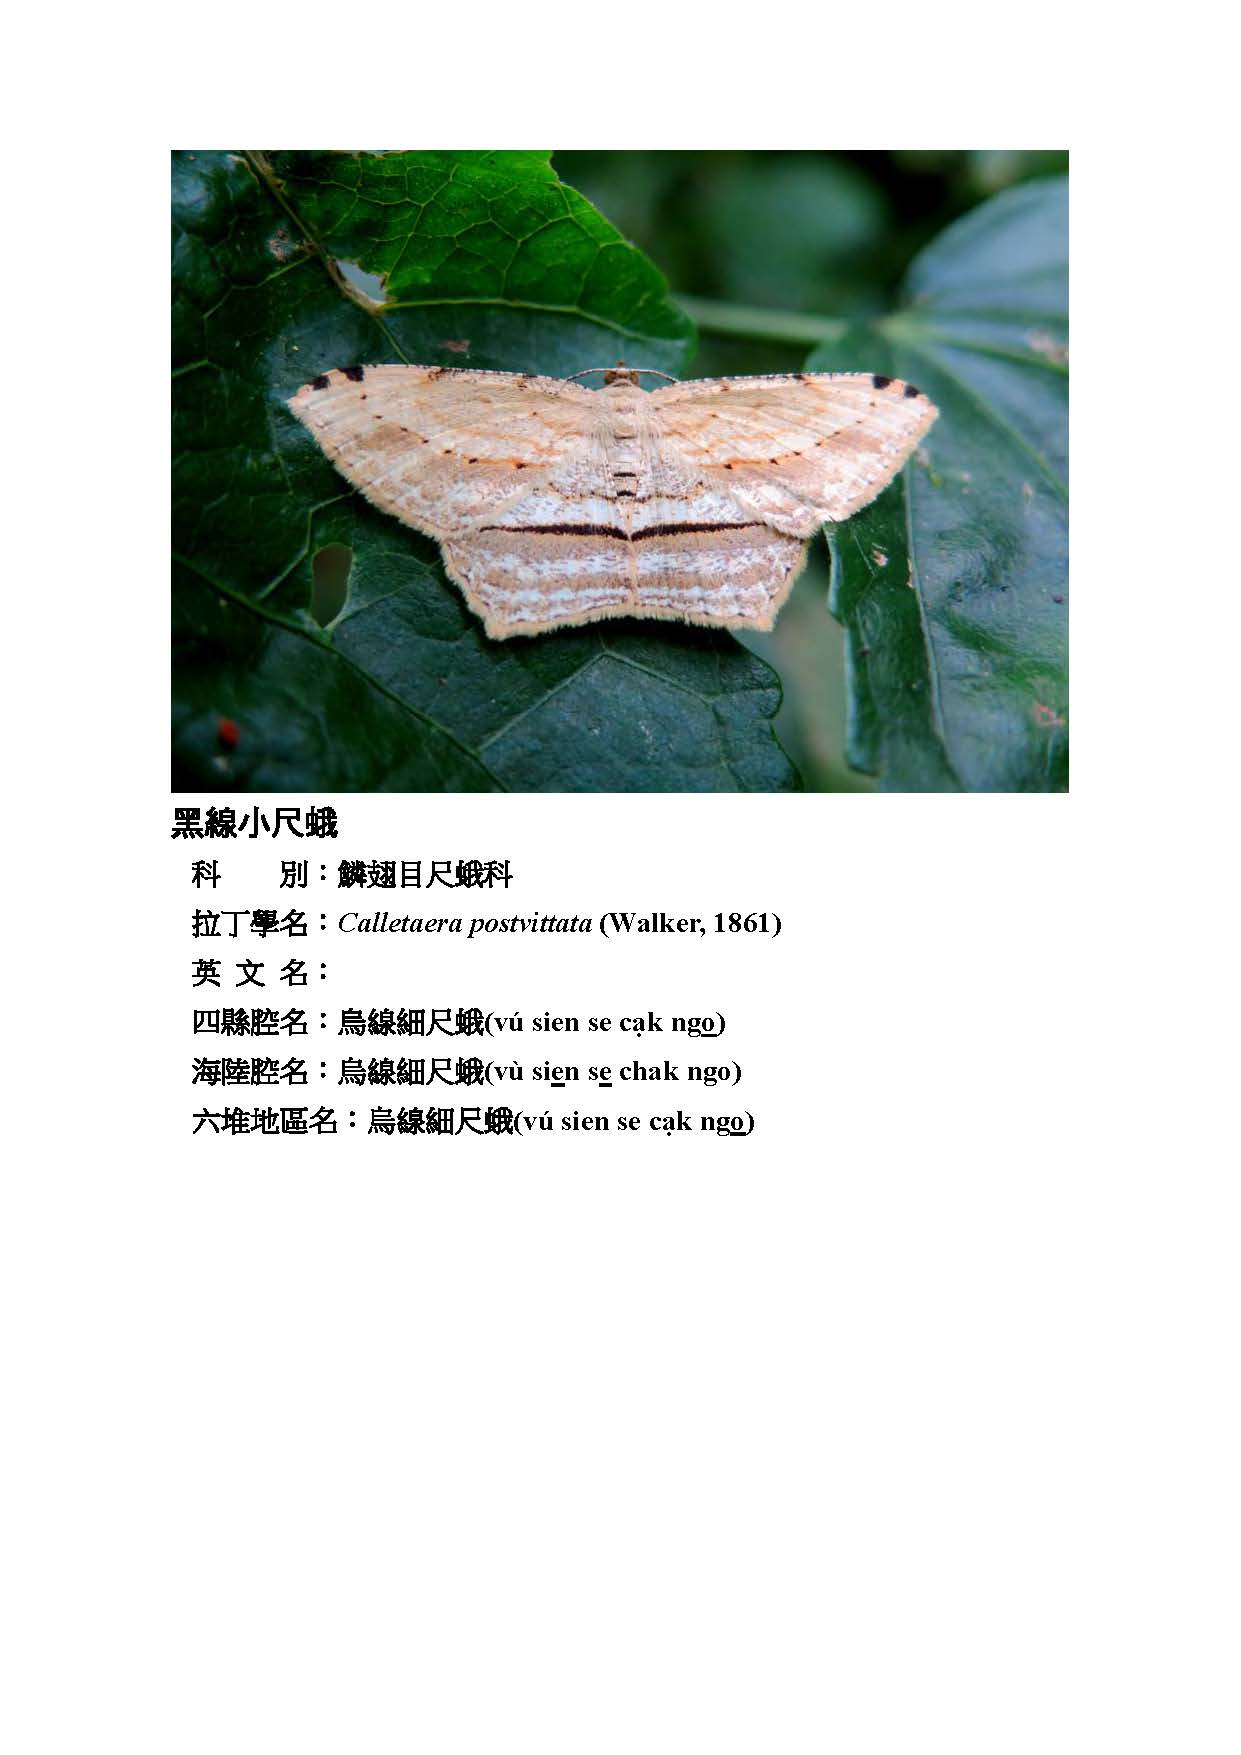 黑線小尺蛾
科　　別：鱗翅目尺蛾科
拉丁學名：Calletaera postvittata (Walker, 1861)
英 文 名：
四縣腔名：烏線細尺蛾(vú sien se cạk ngo)
海陸腔名：烏線細尺蛾(vù sien se chak ngo)
六堆地區名：烏線細尺蛾(vú sien se cạk ngo)